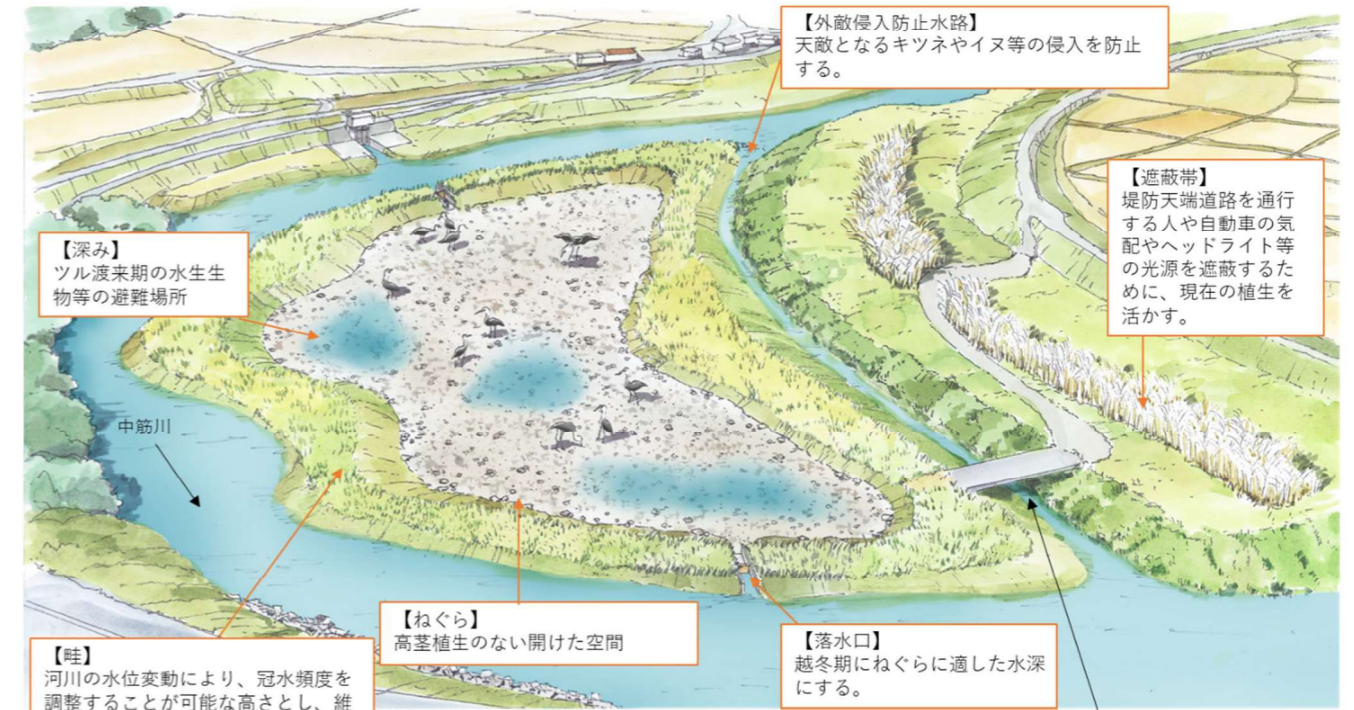 【外敵侵入防止水路】
天敵となるキツネやイヌ等の侵入を防止
する。
【遮蔽帯】
堤防天端道路を通行
する人や自動車の気
配やヘッドライト等
の光源を遮蔽するた
めに、現在の植生を
活かす。
【深み】
ツル渡来期の水生生
物等の避難場所
中筋川
【ねぐら】
高茎植生のない開けた空間
【落水口】
越冬期にねぐらに適した水深
にする。
【畦】
河川の水位変動により、冠水頻度を
調整することが可能な高さとし、維